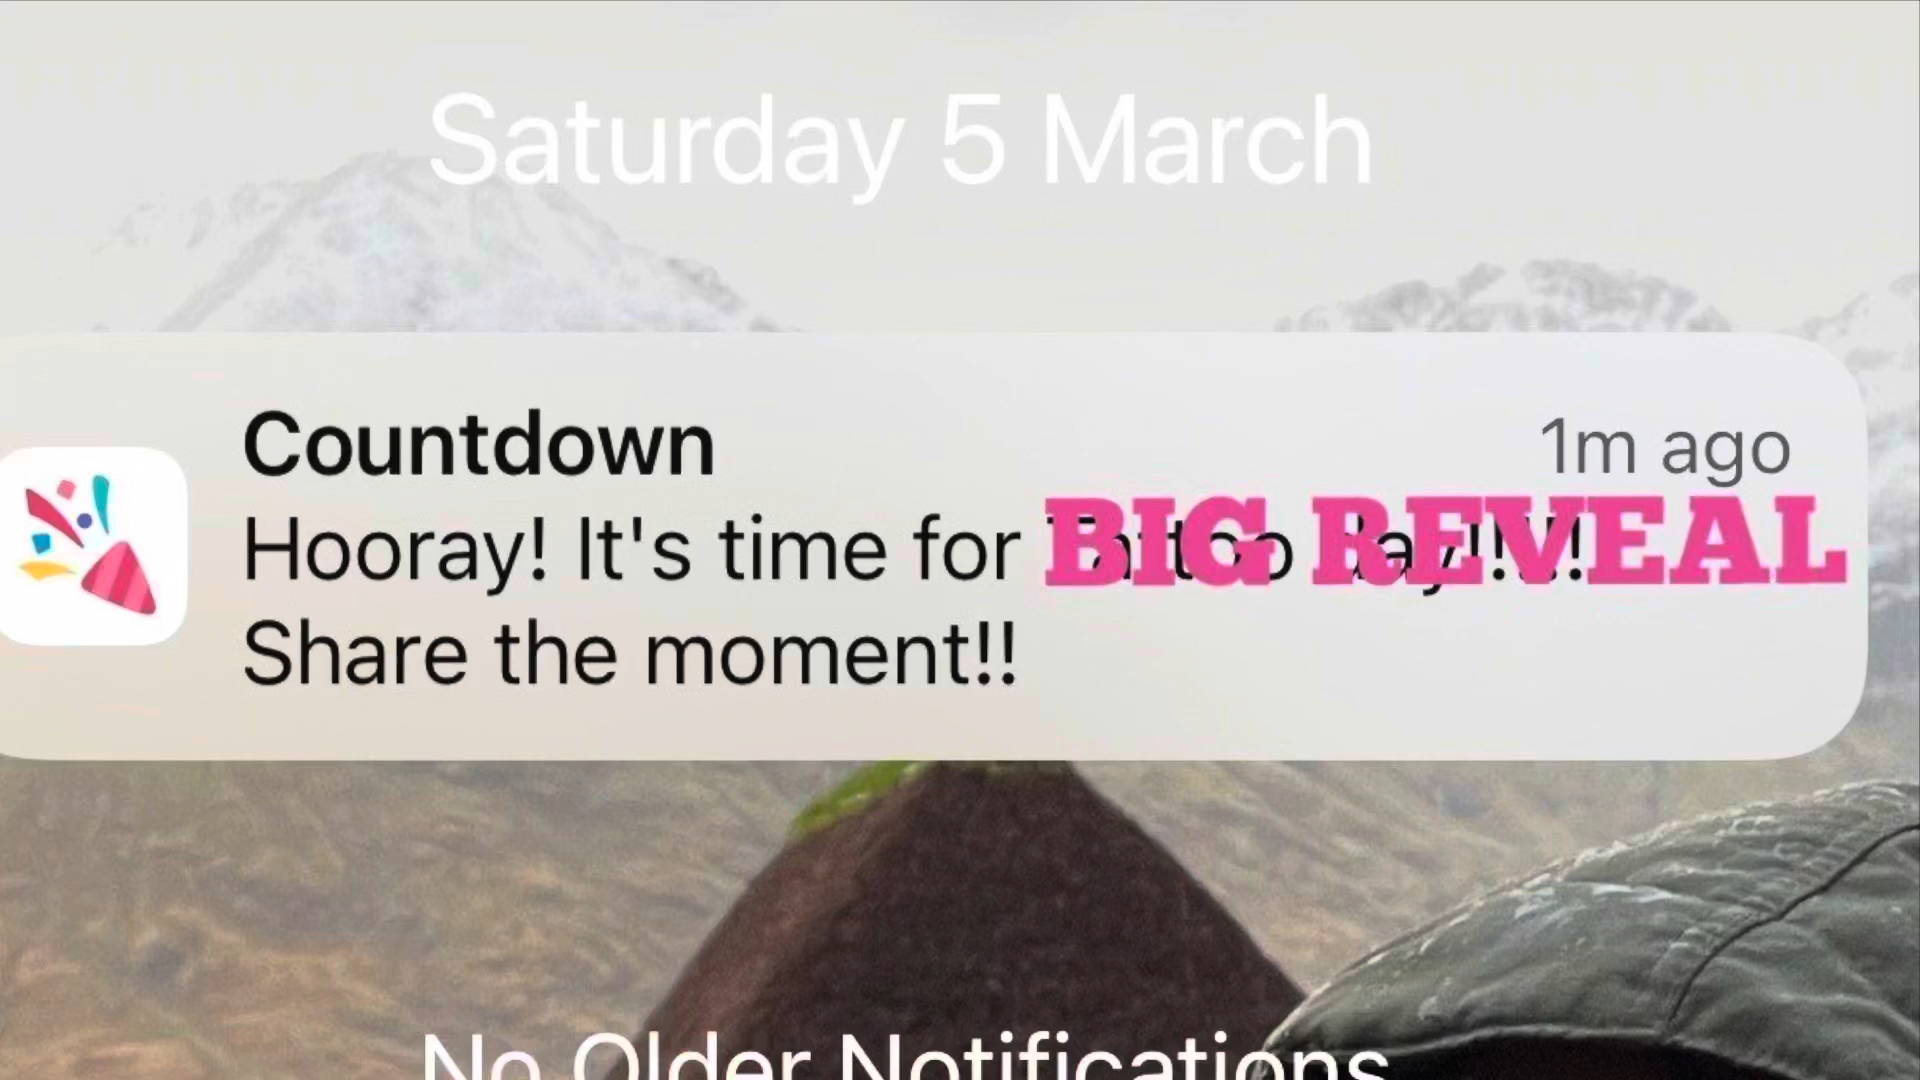 Saturday 5 March
Countdown
1m ago
Hooray! It's time for BIG REVEAL
Share the moment!!
No Older Notifications